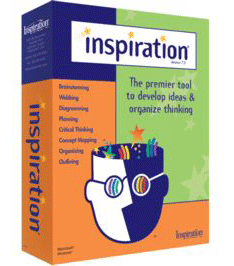 inspiration
The premier tool
to develop ideas &
organize thinking
Brainstorming
Webbing
Diagramming
Planning
Critical Thinking
Concept Mapping
Organizing
Outlining
Inspiration
inspiration
Inspiration